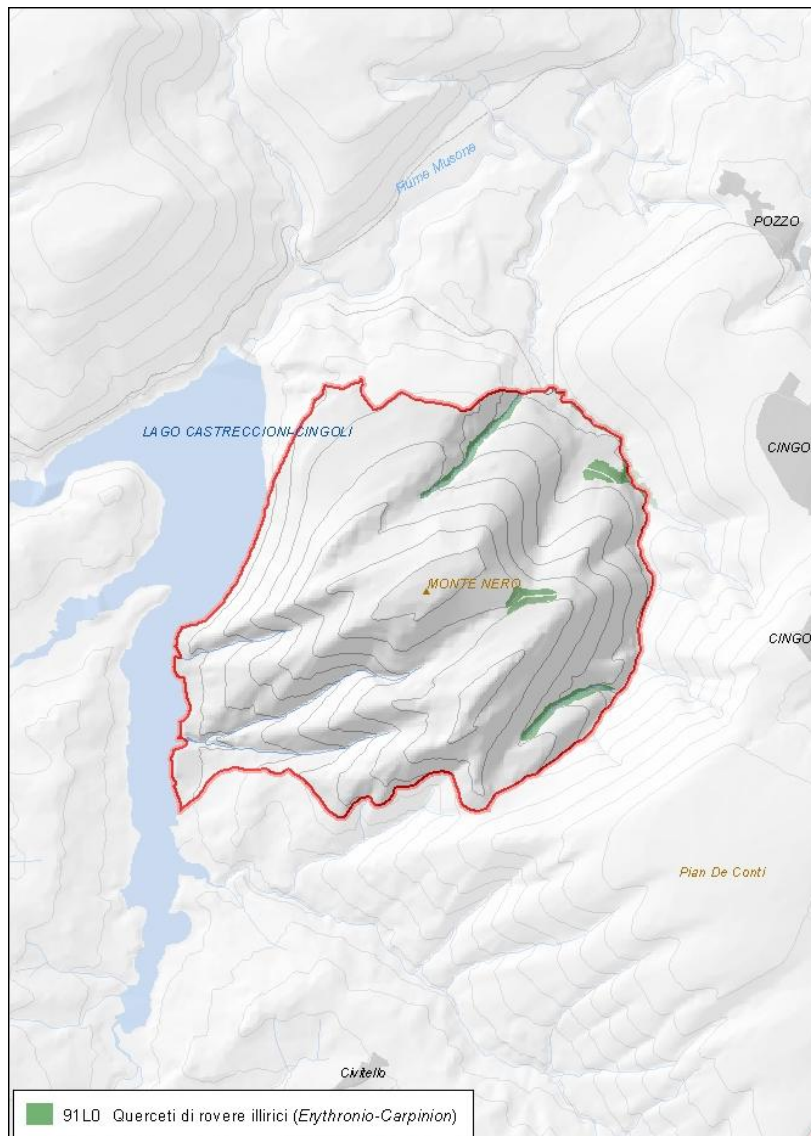 Fiume Musone
POZZO
LAGO CASTRECCIONI-CINGOLI
CINGO
MONTE NERO
CINGO
Pian De Conti
Civitello
91L0 Querceti di rovere illirici (Erythronio-Carpinion)